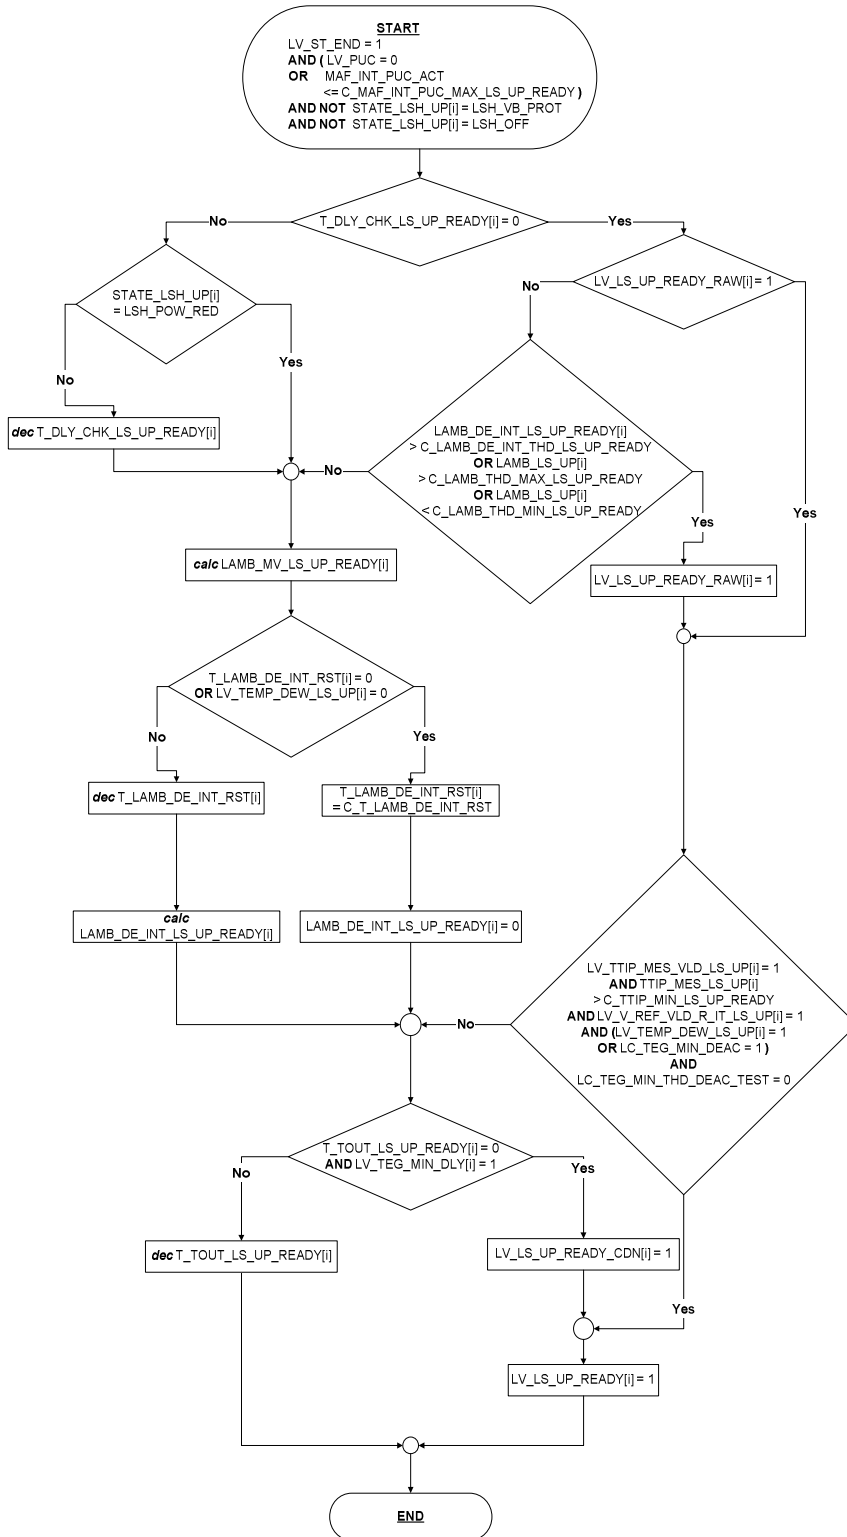 START
LV_ST_END = 1
AND ( LV_PUC = 0
OR MAF_INT_PUC_ACT
<= C_MAF_INT_PUC_MAX_LS_UP_READY )
AND NOT STATE_LSH_UP[i] = LSH_VB_PROT
AND NOT STATE_LSH_UP[i] = LSH_OFF
T_DLY_CHK_LS_UP_READY[i] = 0
No
Yes
STATE_LSH_UP[i]
= LSH_POW_RED
LV_LS_UP_READY_RAW[i] = 1
No
Yes
No
dec T_DLY_CHK_LS_UP_READY[i]
LAMB_DE_INT_LS_UP_READY[i]
> C_LAMB_DE_INT_THD_LS_UP_READY
OR LAMB_LS_UP[i]
> C_LAMB_THD_MAX_LS_UP_READY
OR LAMB_LS_UP[i]
< C_LAMB_THD_MIN_LS_UP_READY
No
Yes
Yes
calc LAMB_MV_LS_UP_READY[i]
LV_LS_UP_READY_RAW[i] = 1
T_LAMB_DE_INT_RST[i] = 0
OR LV_TEMP_DEW_LS_UP[i] = 0
No
Yes
dec T_LAMB_DE_INT_RST[i]
T_LAMB_DE_INT_RST[i]
= C_T_LAMB_DE_INT_RST
calc
LAMB_DE_INT_LS_UP_READY[i]
LAMB_DE_INT_LS_UP_READY[i] = 0
LV_TTIP_MES_VLD_LS_UP[i] = 1
AND TTIP_MES_LS_UP[i]
> C_TTIP_MIN_LS_UP_READY
AND LV_V_REF_VLD_R_IT_LS_UP[i] = 1
AND (LV_TEMP_DEW_LS_UP[i] = 1
OR LC_TEG_MIN_DEAC = 1 )
AND
LC_TEG_MIN_THD_DEAC_TEST = 0
No
T_TOUT_LS_UP_READY[i] = 0
AND LV_TEG_MIN_DLY[i] = 1
No
Yes
dec T_TOUT_LS_UP_READY[i]
LV_LS_UP_READY_CDN[i] = 1
Yes
LV_LS_UP_READY[i] = 1
END